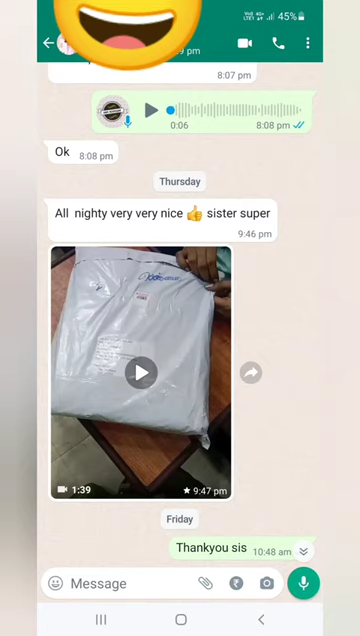 45%
pm
8:07 pm
0:06
8:08 pm
Ok
8:08 pm
Thursday
All nighty very very nice 👍 sister super
9:46 pm
1:39
★ 9:47 pm
Friday
Thankyou sis
10:48 am
Message